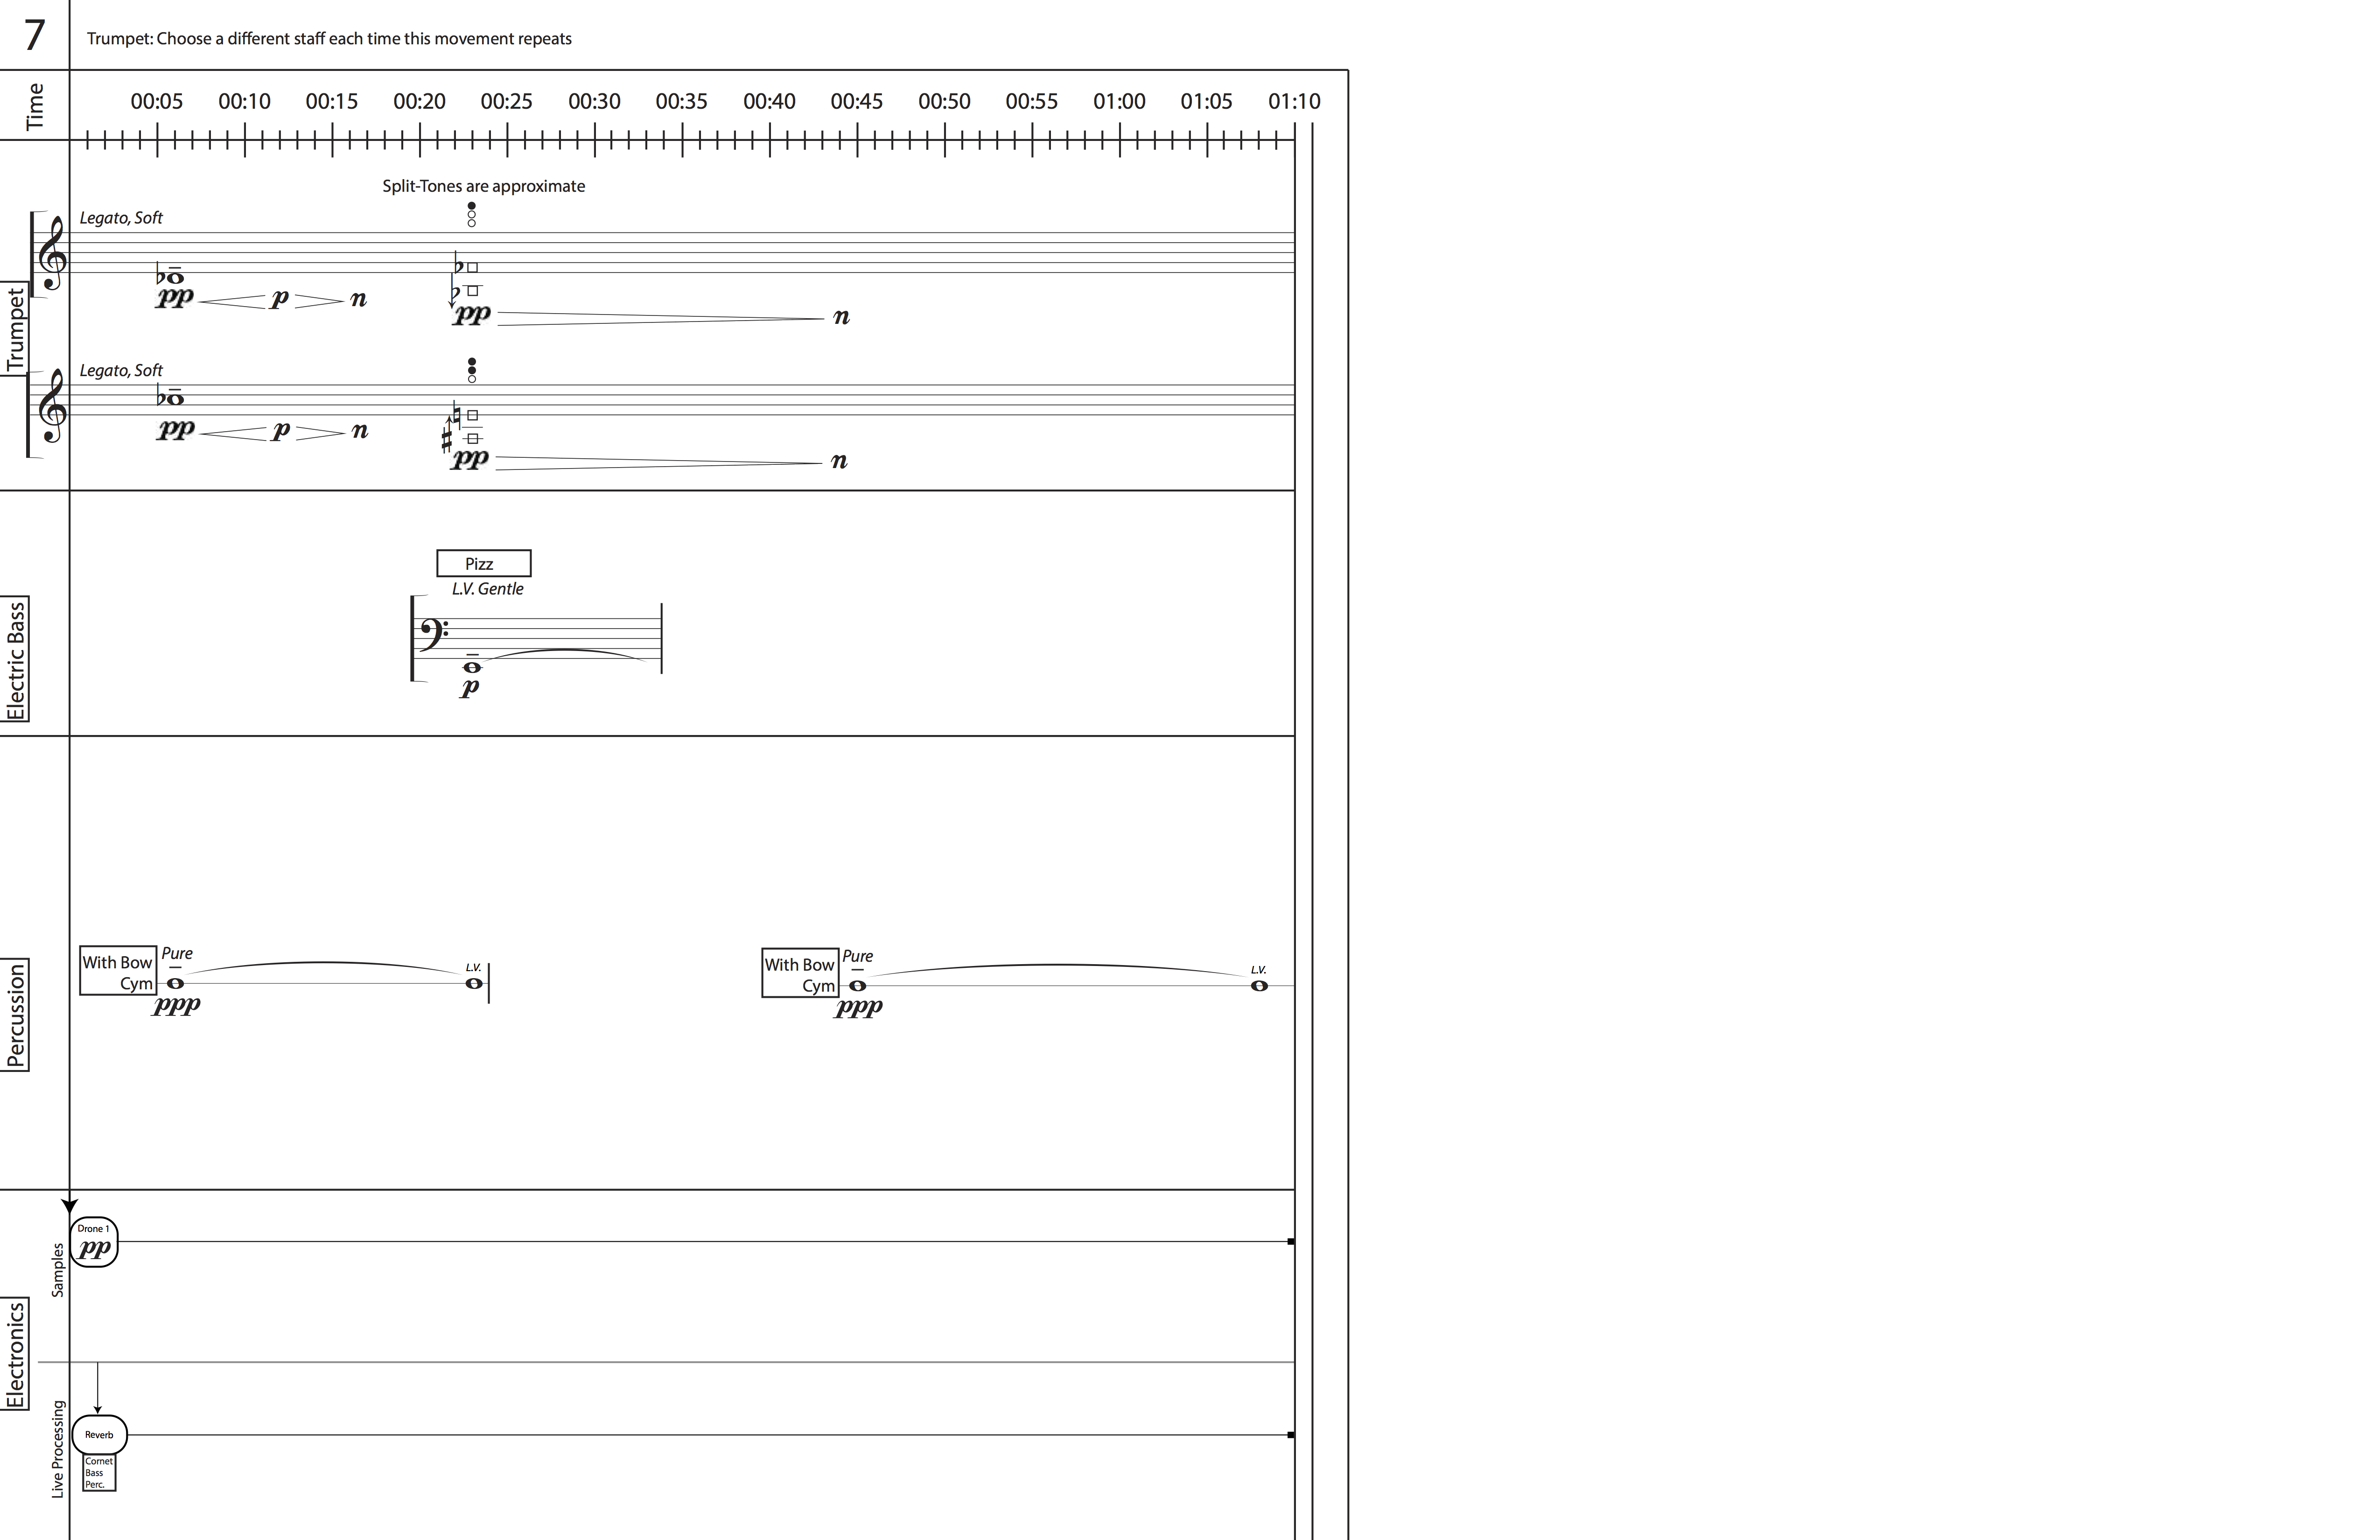 7
Trumpet: Choose a different staff each time this movement repeats
Time
00:05 00:10 00:15 00:20 00:25 00:30 00:35 00:40 00:45 00:50 00:55 01:00 01:05 01:10
Split-Tones are approximate
Trumpet
Legato, Soft
pp p n pp n
Legato, Soft
pp p n pp n
Electric Bass
Pizz
L.V. Gentle
p
Percussion
With Bow
Cym
Pure
L.V.
ppp
With Bow
Cym
Pure
L.V.
ppp
Electronics
Samples
Drone 1
pp
Live Processing
Reverb
Cornet
Bass
Perc.